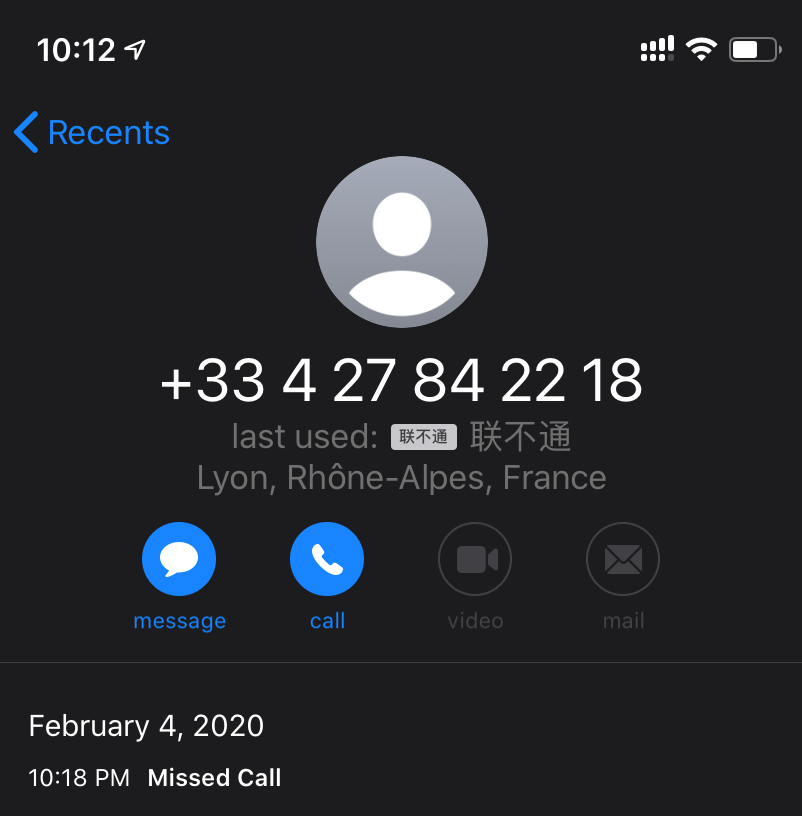 10:12
Recents
+33 4 27 84 22 18
last used: 联不通 联不通
Lyon, Rhône-Alpes, France
message call video mail
February 4, 2020
10:18 PM Missed Call